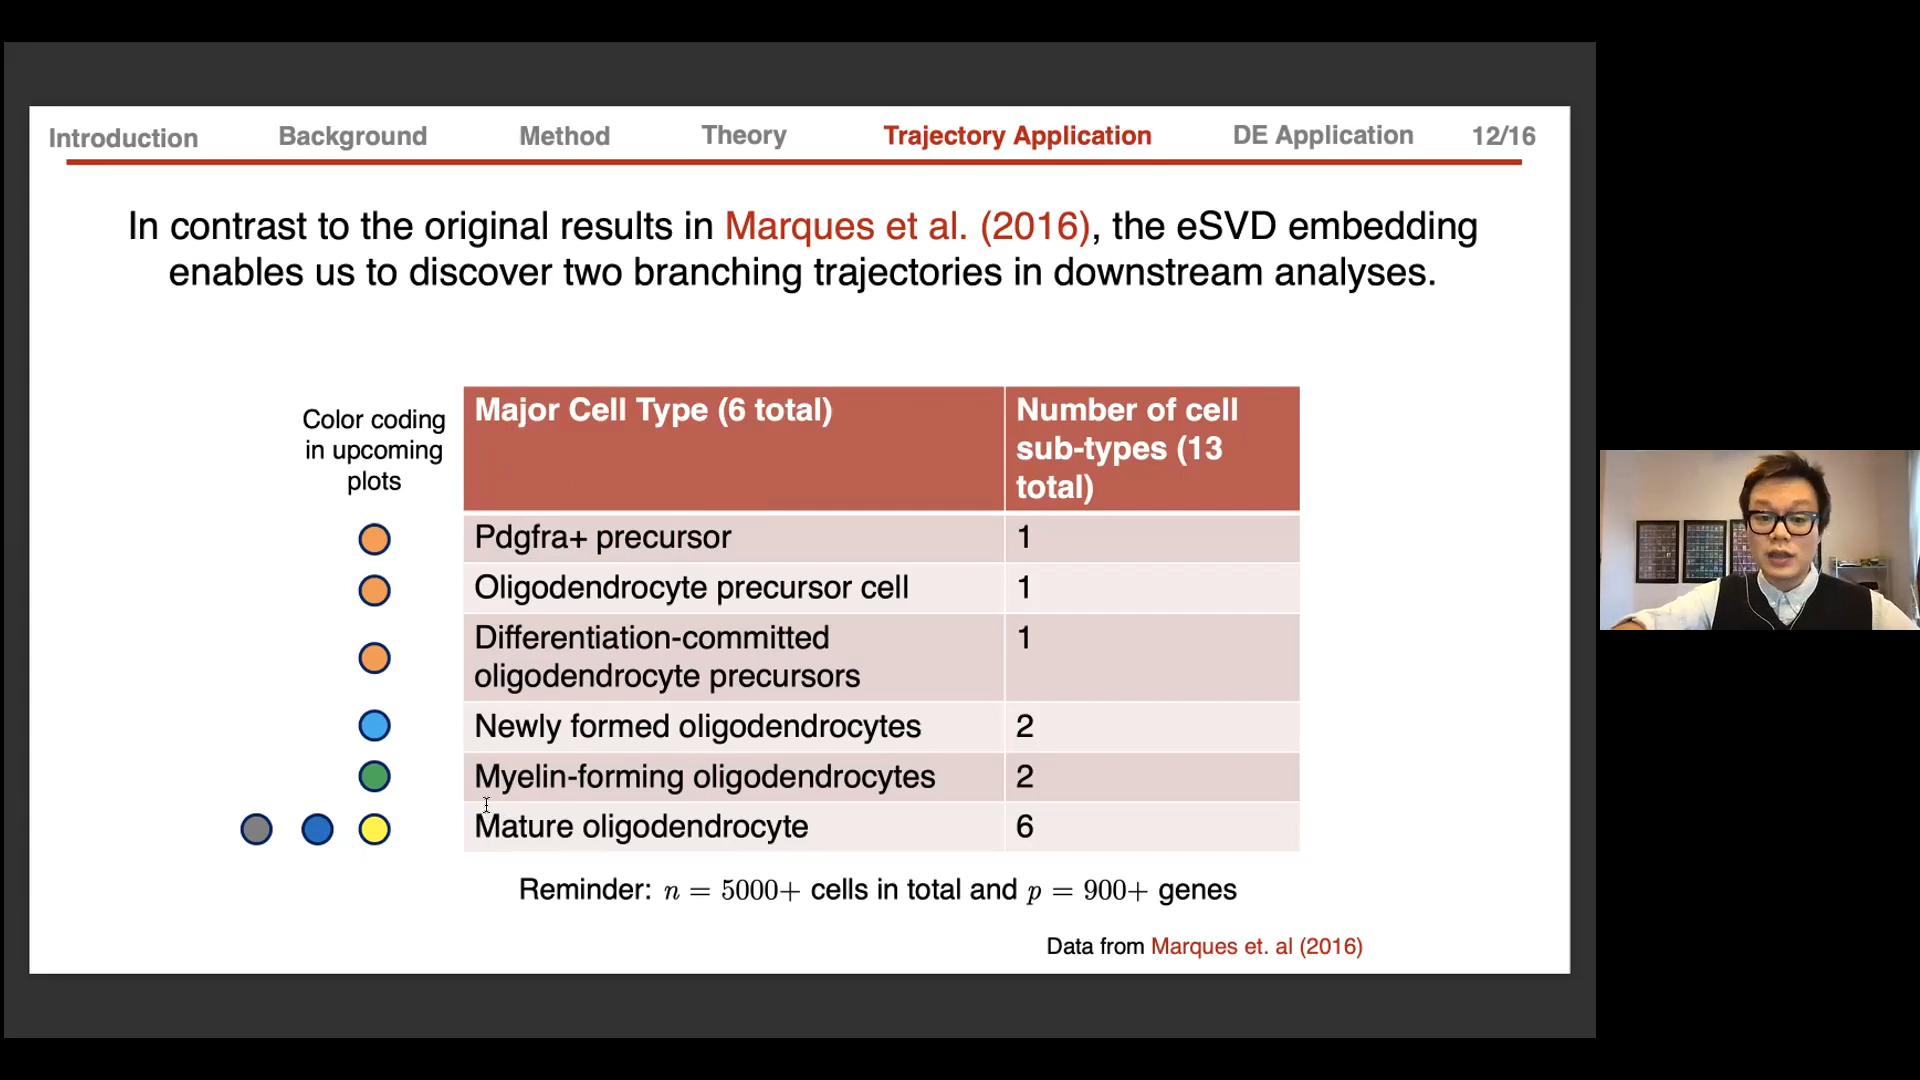 Introduction Background Method Theory Trajectory Application DE Application 12/16
In contrast to the original results in Marques et al. (2016), the eSVD embedding
enables us to discover two branching trajectories in downstream analyses.
Color coding
in upcoming
plots
Major Cell Type (6 total)
Number of cell
sub-types (13
total)
Pdgfra+ precursor 1
Oligodendrocyte precursor cell 1
Differentiation-committed 1
oligodendrocyte precursors
Newly formed oligodendrocytes 2
Myelin-forming oligodendrocytes 2
Mature oligodendrocyte 6
Reminder: n = 5000+ cells in total and p = 900+ genes
Data from Marques et. al (2016)